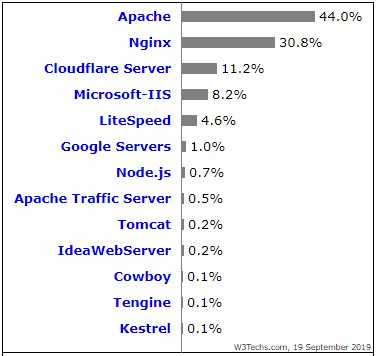 Apache 44.0%
Nginx 30.8%
Cloudflare Server 11.2%
Microsoft-IIS 8.2%
LiteSpeed 4.6%
Google Servers 1.0%
Node.js 0.7%
Apache Traffic Server 0.5%
Tomcat 0.2%
IdeaWebServer 0.2%
Cowboy 0.1%
Tengine 0.1%
Kestrel 0.1%
W3Techs.com, 19 September 2019